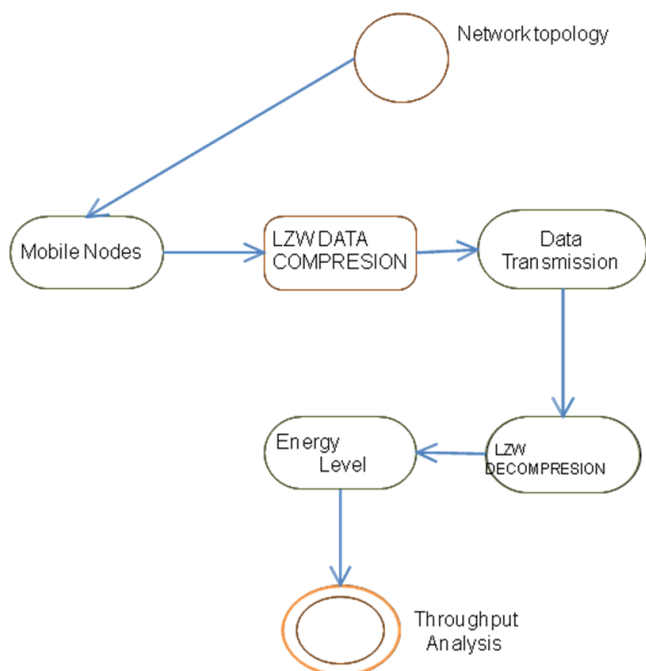 Network topology
Mobile Nodes
LZW DATA
COMPRESION
Data
Transmission
Energy
Level
LZW
DECOMPRESION
Throughput
Analysis